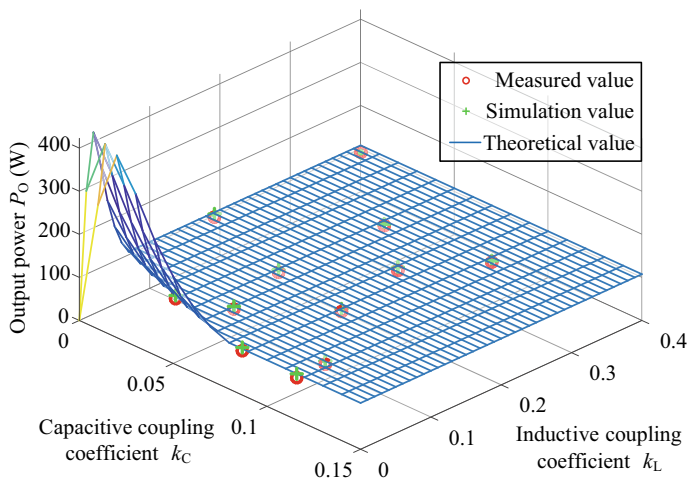 Measured value
Simulation value
Theoretical value
Output power P_O (W)
400
300
200
100
0
0
0.05
0.1
0.15
Capacitive coupling
coefficient k_C
0
0.1
0.2
0.3
0.4
Inductive coupling
coefficient k_L